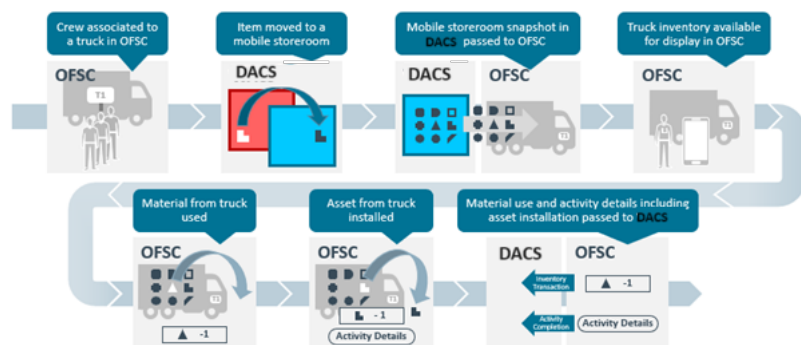 Crew associated to
a truck in OFSC
Item moved to a
mobile storeroom
Mobile storeroom snapshot in
DACS passed to OFSC
Truck inventory available
for display in OFSC
OFSC
T1
DACS
DACS
OFSC
T1
OFSC
T1
Material from truck
used
Asset from truck
installed
Material use and activity details including
asset installation passed to DACS
OFSC
T1
-1
OFSC
T1
- 1
Activity Details
DACS
OFSC
Inventory
Transaction
-1
Activity
Completion
Activity Details